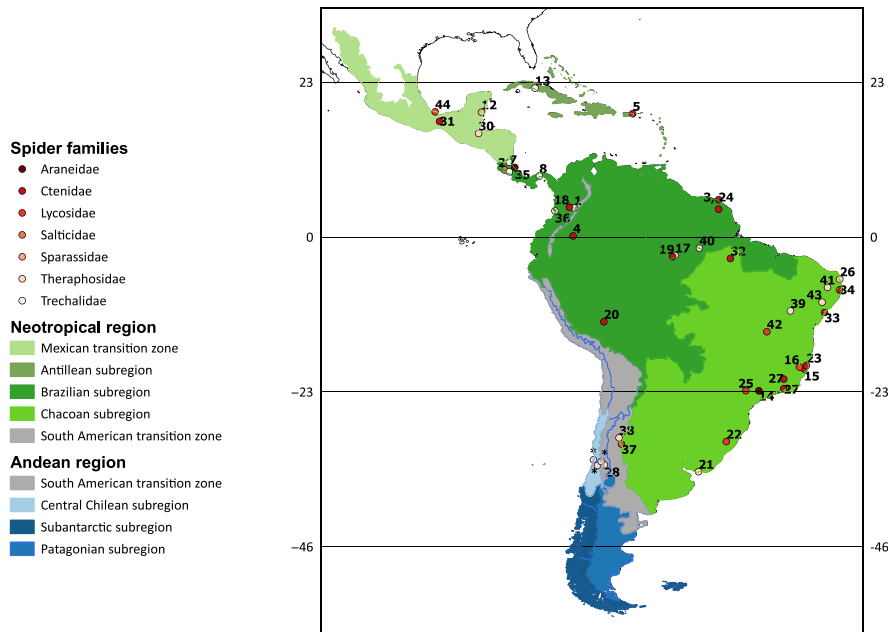 Spider families
Araneidae
Ctenidae
Lycosidae
Salticidae
Sparassidae
Theraphosidae
Trechalidae
Neotropical region
Mexican transition zone
Antillean subregion
Brazilian subregion
Chacoan subregion
South American transition zone
Andean region
South American transition zone
Central Chilean subregion
Subantarctic subregion
Patagonian subregion
23 13 23
44 12 5
31 30
2 7 35 8
18 1 3, 24
36
0 4 0
19 17 40 32
26
41 34
20 43 39 33
42
16 23
27 15
−23 25 14 27 −23
38 22
* * 37
* 28 21
−46 −46